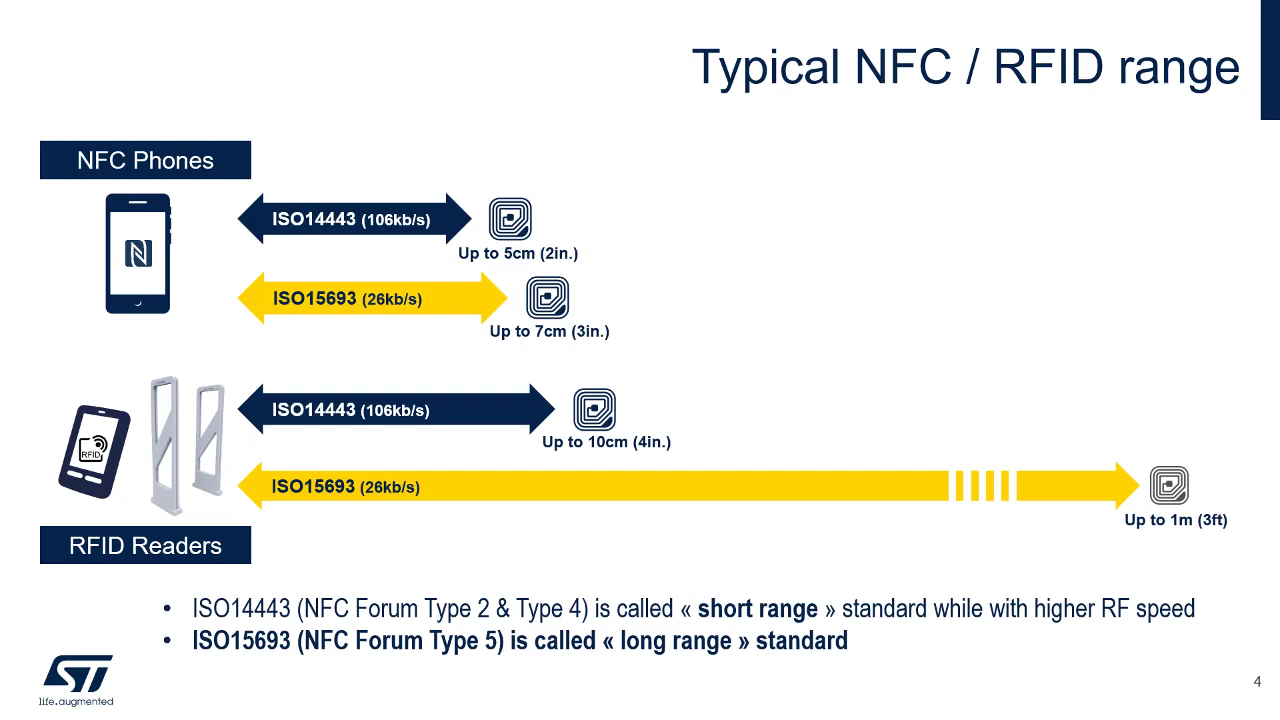 Typical NFC / RFID range
NFC Phones
ISO14443 (106kb/s)
Up to 5cm (2in.)
ISO15693 (26kb/s)
Up to 7cm (3in.)
ISO14443 (106kb/s)
RFID
Up to 10cm (4in.)
ISO15693 (26kb/s)
Up to 1m (3ft)
RFID Readers
• ISO14443 (NFC Forum Type 2 & Type 4) is called « short range » standard while with higher RF speed
• ISO15693 (NFC Forum Type 5) is called « long range » standard
ST
life.augmented
4